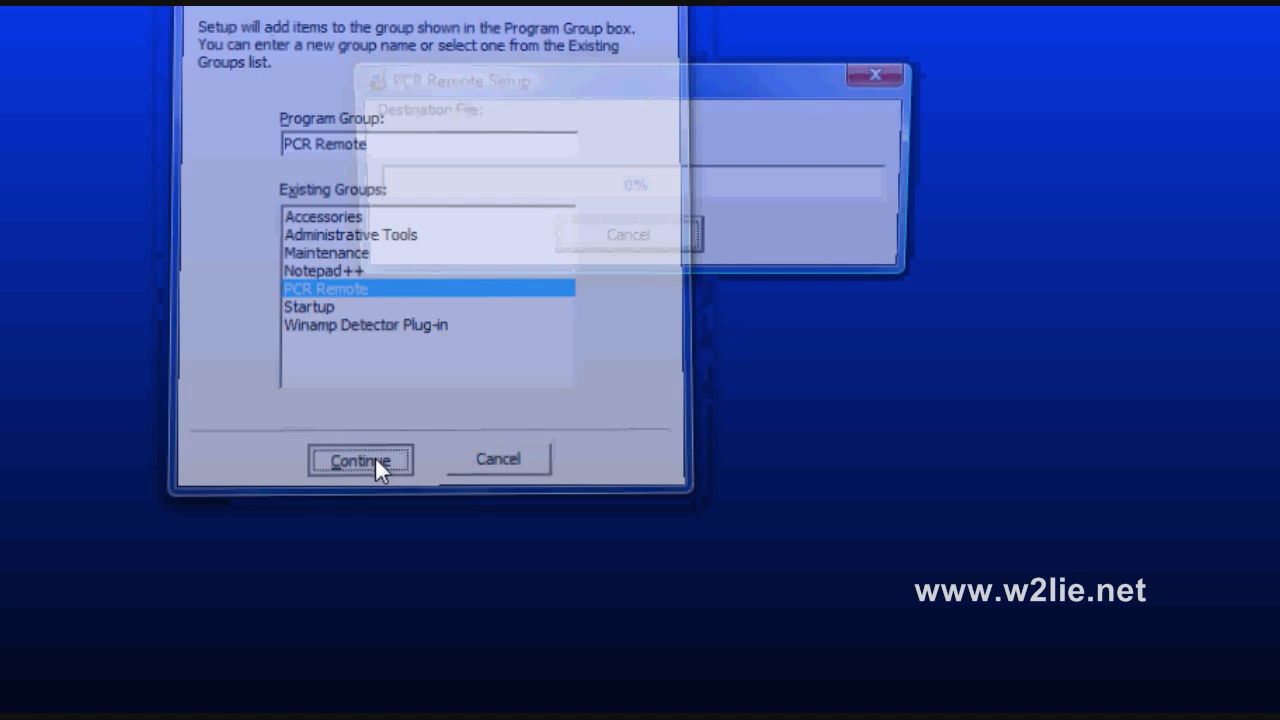 Setup will add items to the group shown in the Program Group box.
You can enter a new group name or select one from the Existing
Groups list.
PCR Remote Setup
Destination File:
Program Group:
PCR Remote
0%
Existing Groups:
Accessories
Administrative Tools
Maintenance
Notepad++
PCR Remote
Startup
Winamp Detector Plug-in
Cancel
Continue
Cancel
www.w2lie.net